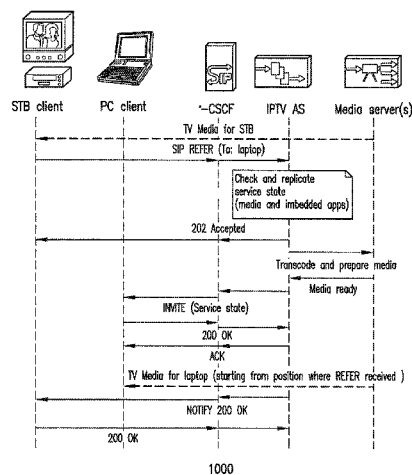 SIP
STB client
PC client
*-CSCF
IPTV AS
Media server(s)
TV Media for STB
SIP REFER (To: laptop)
Check and replicate
service state
(media and imbedded apps)
202 Accepted
Transcode and prepare media
Media ready
INVITE (Service state)
200 OK
ACK
TV Media for laptop (starting from position where REFER received )
NOTIFY 200 OK
200 OK
1000